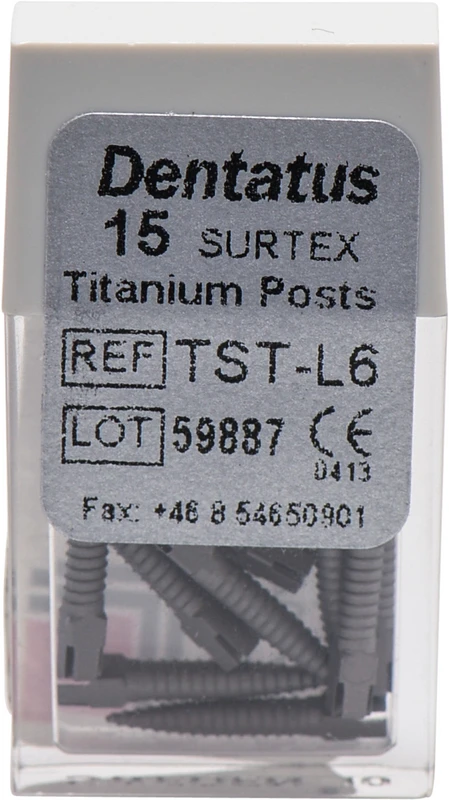 Dentatus
15 SURTEX
Titanium Posts
REF TST-L6
LOT 59887 CE
0413
Fax: +46 8 54650901